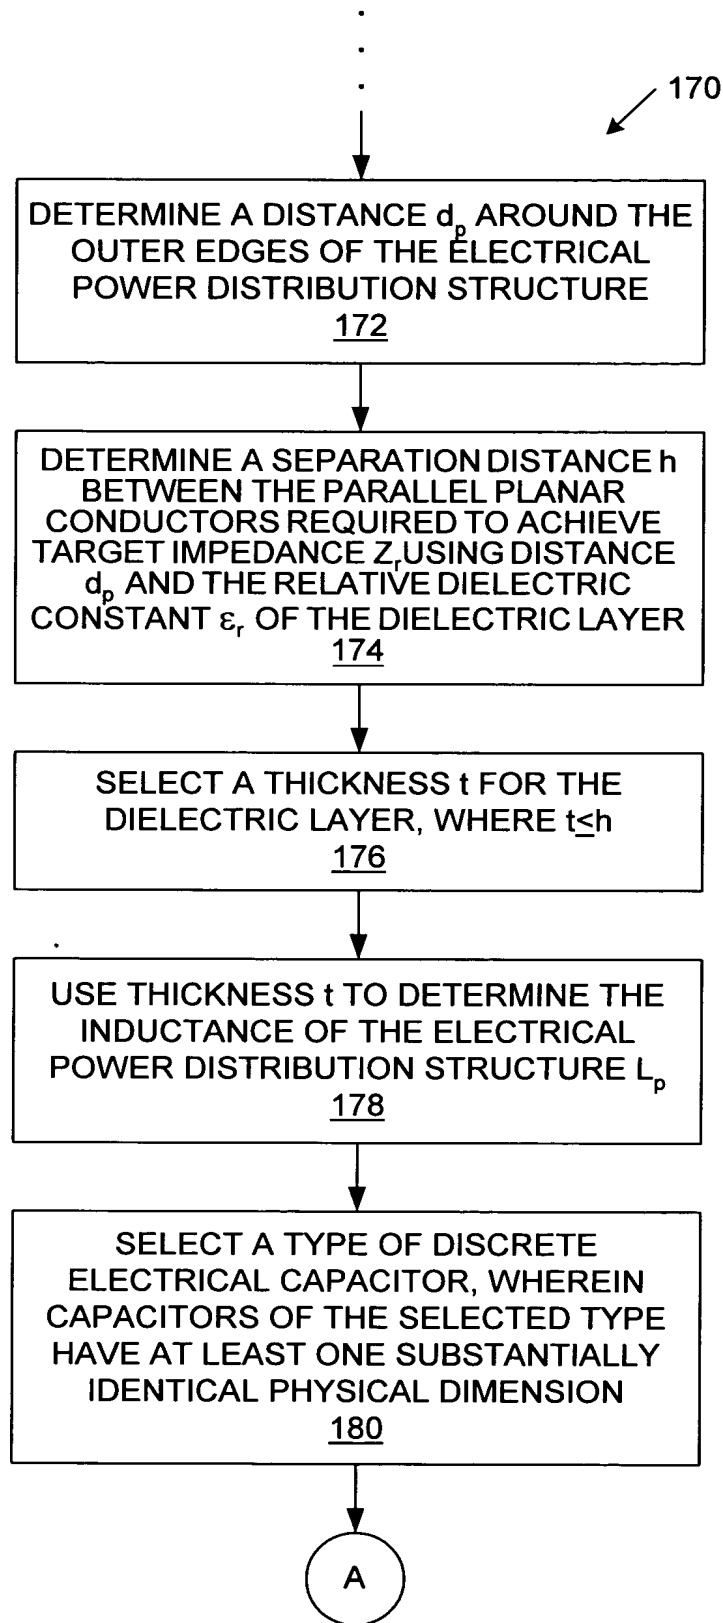 170
DETERMINE A DISTANCE dp AROUND THE
OUTER EDGES OF THE ELECTRICAL
POWER DISTRIBUTION STRUCTURE
172
DETERMINE A SEPARATION DISTANCE h
BETWEEN THE PARALLEL PLANAR
CONDUCTORS REQUIRED TO ACHIEVE
TARGET IMPEDANCE Zr USING DISTANCE
dp AND THE RELATIVE DIELECTRIC
CONSTANT εr OF THE DIELECTRIC LAYER
174
SELECT A THICKNESS t FOR THE
DIELECTRIC LAYER, WHERE t≤h
176
USE THICKNESS t TO DETERMINE THE
INDUCTANCE OF THE ELECTRICAL
POWER DISTRIBUTION STRUCTURE Lp
178
SELECT A TYPE OF DISCRETE
ELECTRICAL CAPACITOR, WHEREIN
CAPACITORS OF THE SELECTED TYPE
HAVE AT LEAST ONE SUBSTANTIALLY
IDENTICAL PHYSICAL DIMENSION
180
A